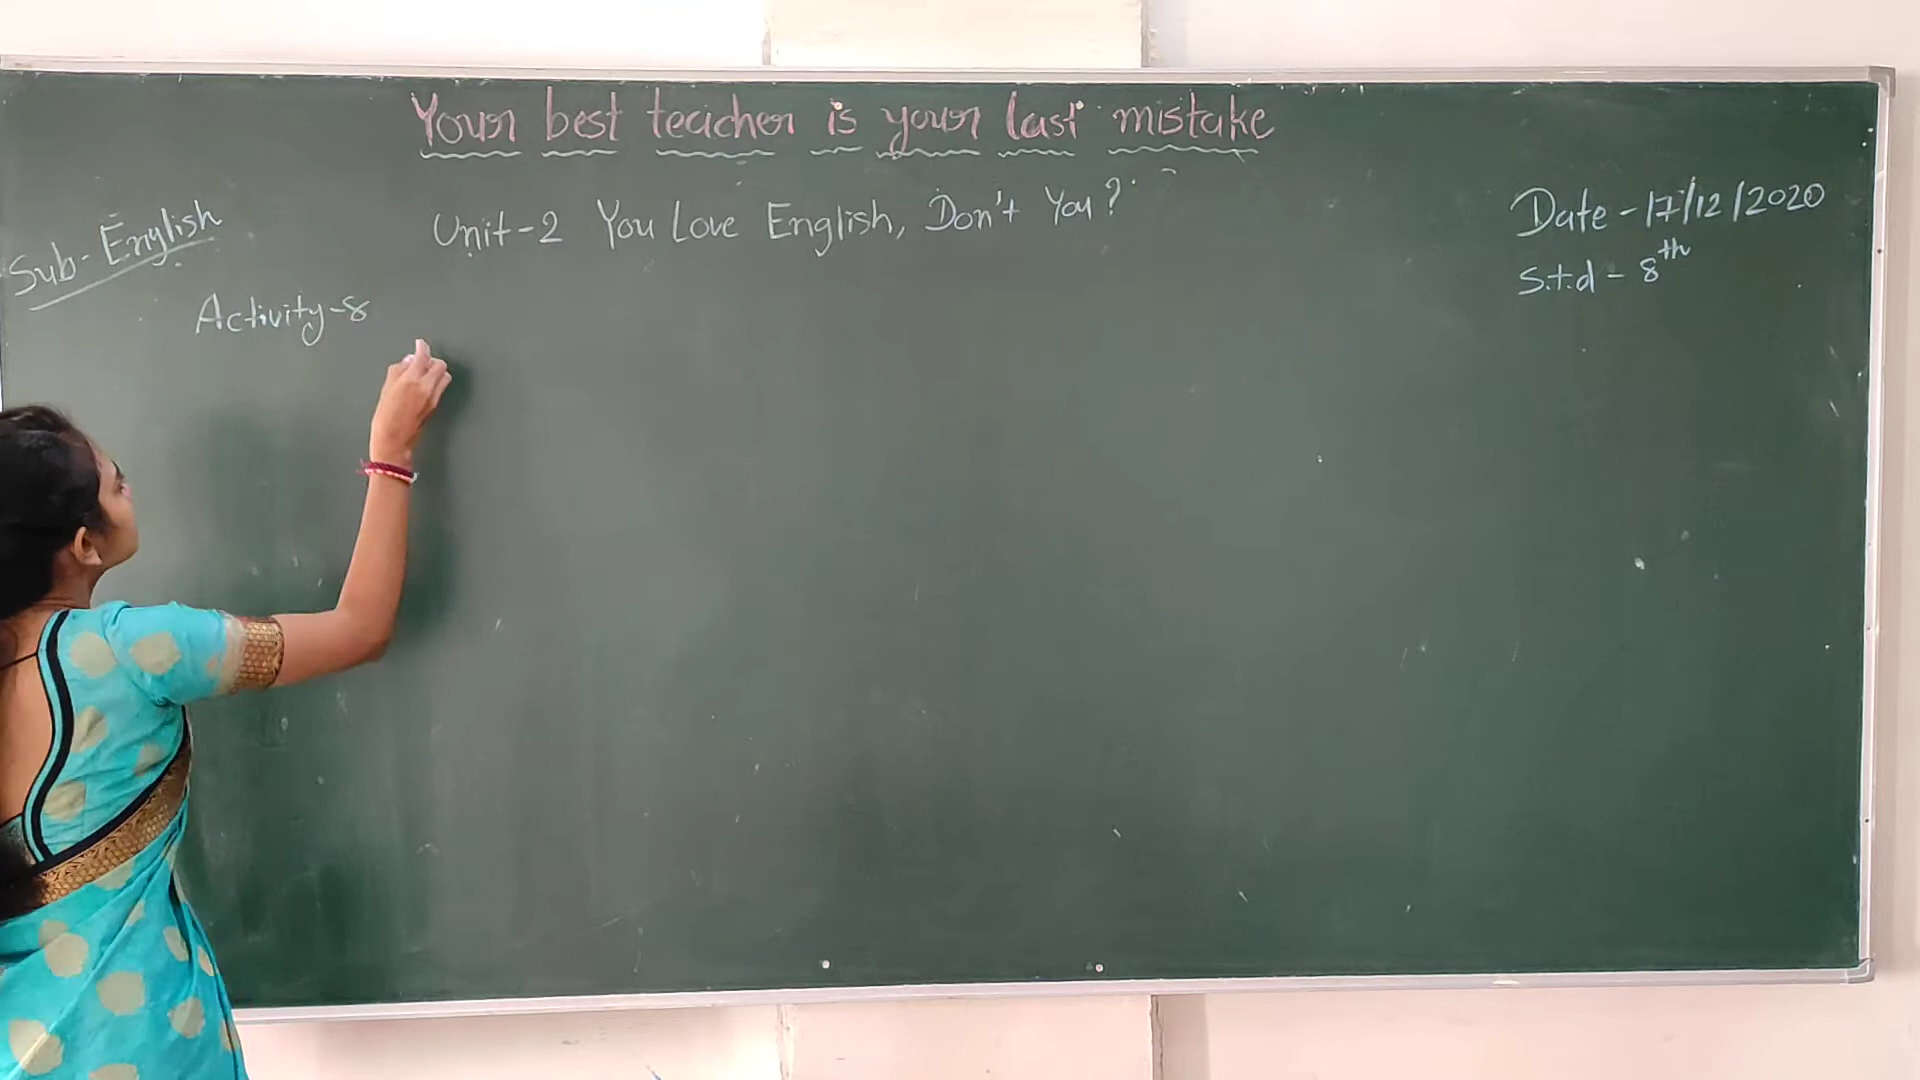 Your best teacher is your last mistake
Sub- English
Unit-2 You Love English, Don't You?
Date - 17/12/2020
S.t.d - 8th
Activity-8